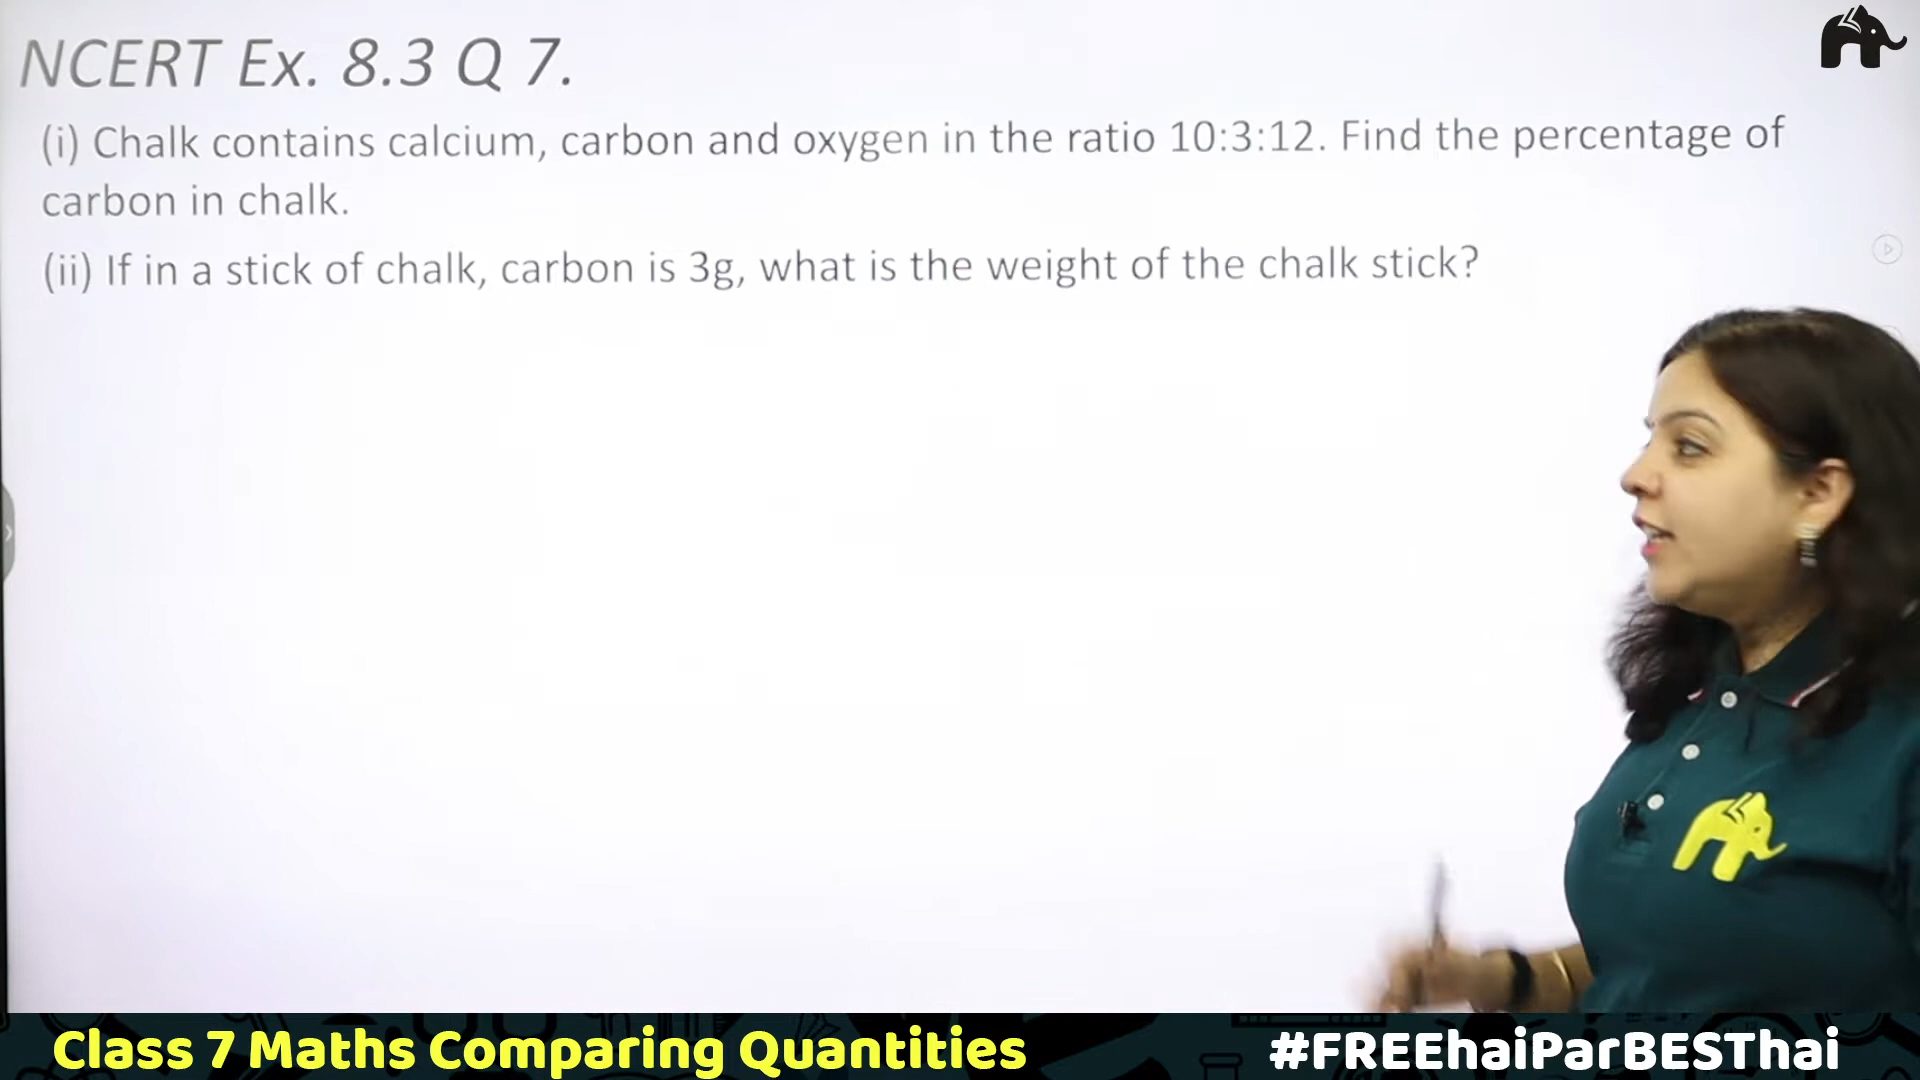 NCERT Ex. 8.3 Q 7.
(i) Chalk contains calcium, carbon and oxygen in the ratio 10:3:12. Find the percentage of
carbon in chalk.
(ii) If in a stick of chalk, carbon is 3g, what is the weight of the chalk stick?
Class 7 Maths Comparing Quantities
#FREEhaiParBESThai